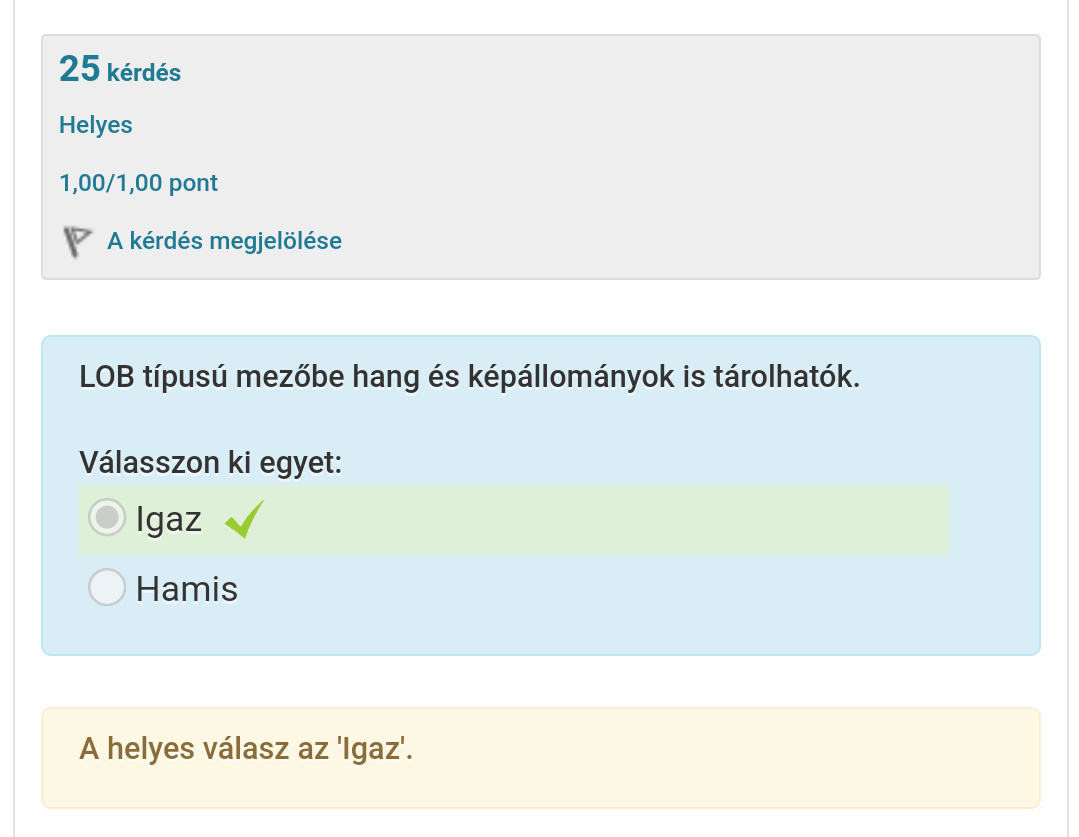 25 kérdés
Helyes
1,00/1,00 pont
A kérdés megjelölése
LOB típusú mezőbe hang és képállományok is tárolhatók.
Válasszon ki egyet:
Igaz
Hamis
A helyes válasz az 'Igaz'.